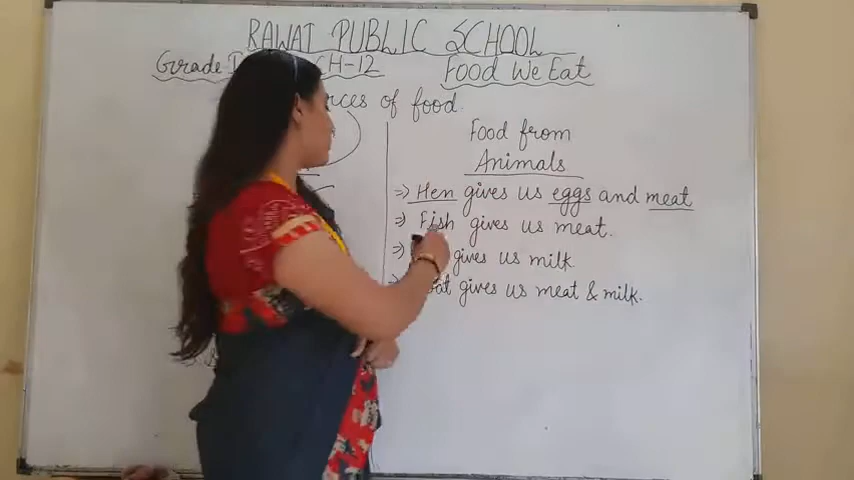 RAWAT PUBLIC SCHOOL
Grade CH-12 Food We Eat
of food
Food from
Animals
=> Hen gives us eggs and meat
=> Fish gives us meat.
=> gives us milk
gives us meat & milk.